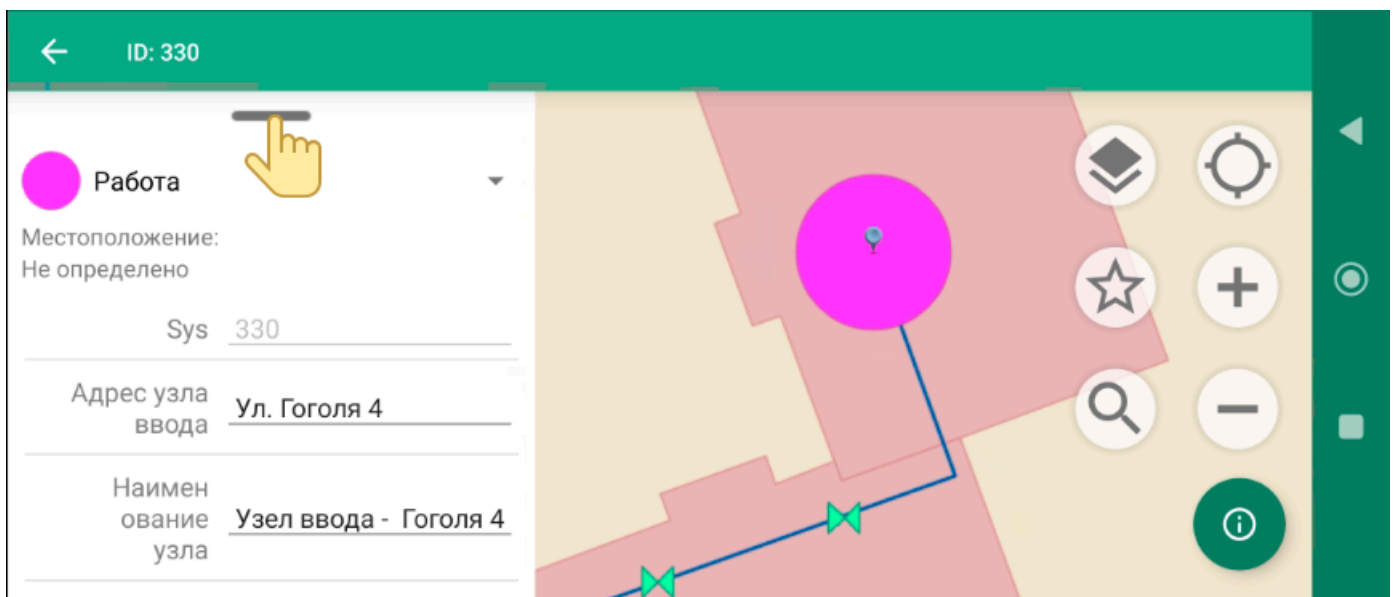 ID: 330
Работа
Местоположение:
Не определено
Sys 330
Адрес узла
ввода
Ул. Гоголя 4
Наимен
ование
узла
Узел ввода - Гоголя 4